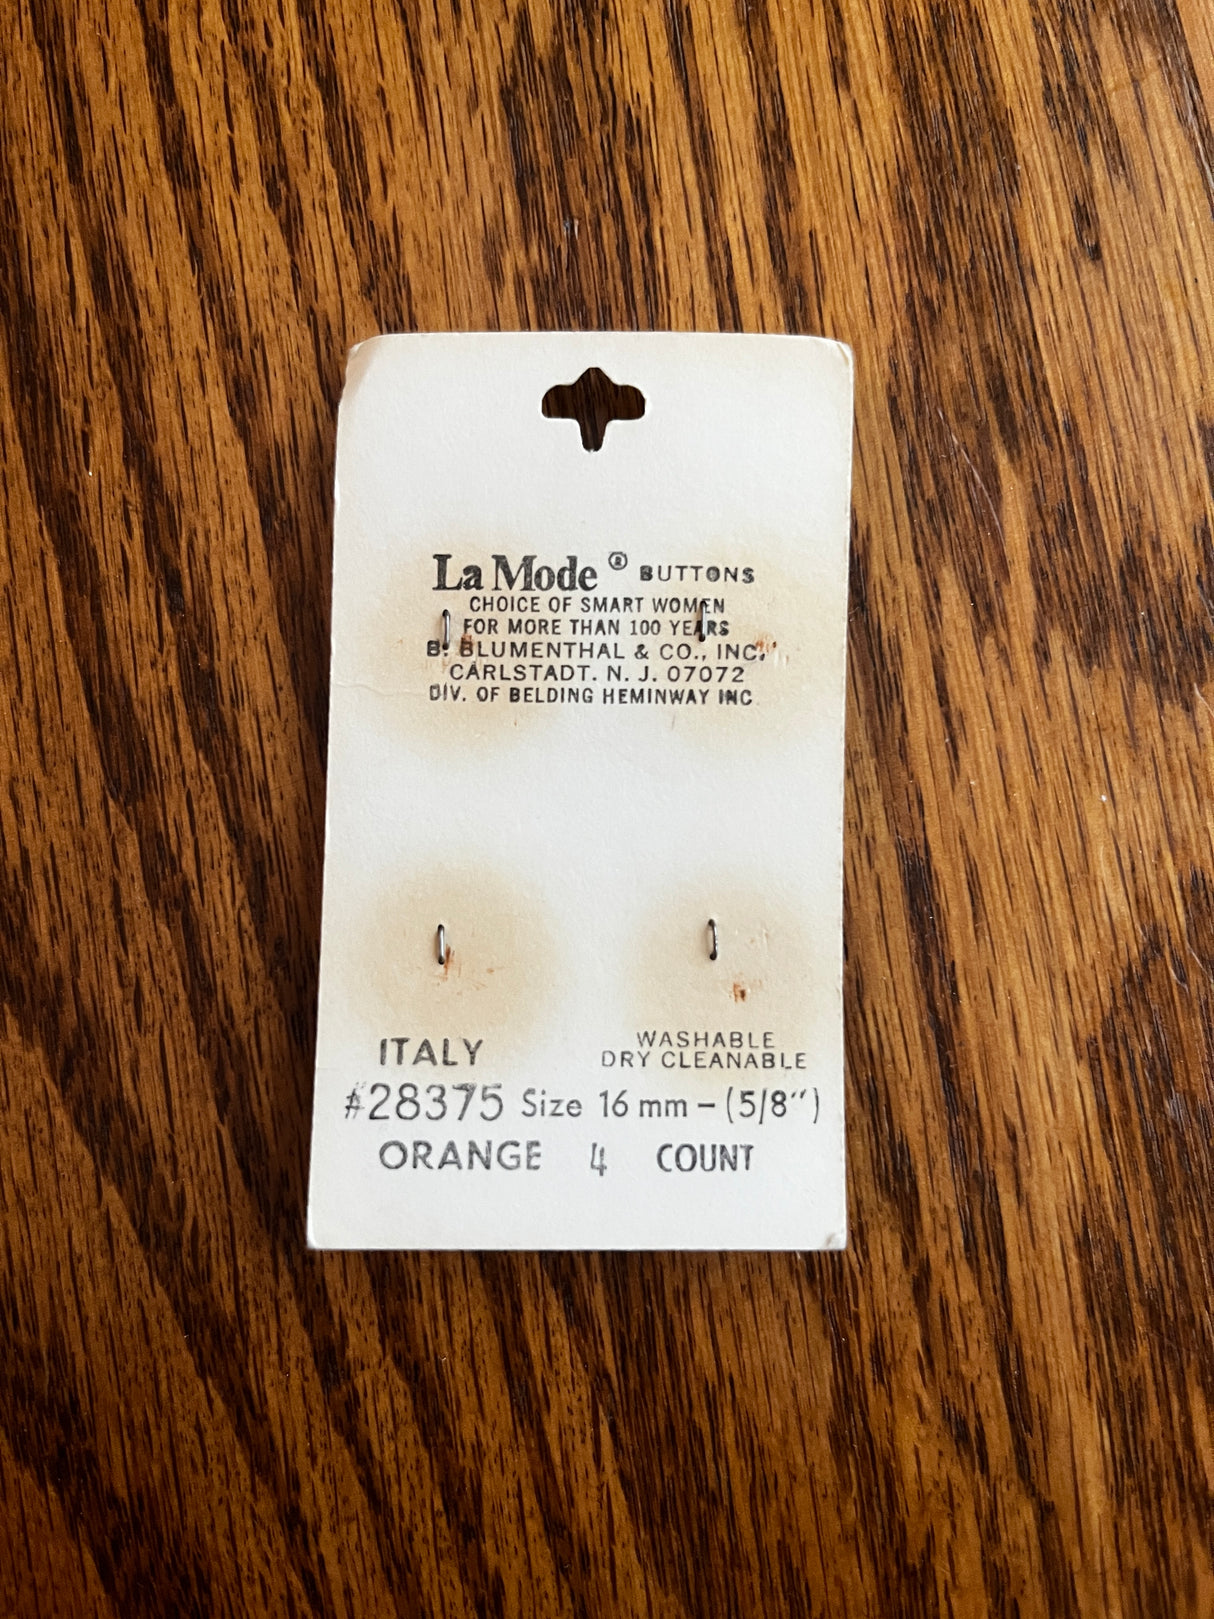 La Mode ® BUTTONS
CHOICE OF SMART WOMEN
FOR MORE THAN 100 YEARS
B. BLUMENTHAL & CO., INC.
CARLSTADT. N. J. 07072
DIV. OF BELDING HEMINWAY INC
ITALY
WASHABLE
DRY CLEANABLE
#28375 Size 16 mm – (5/8")
ORANGE 4 COUNT